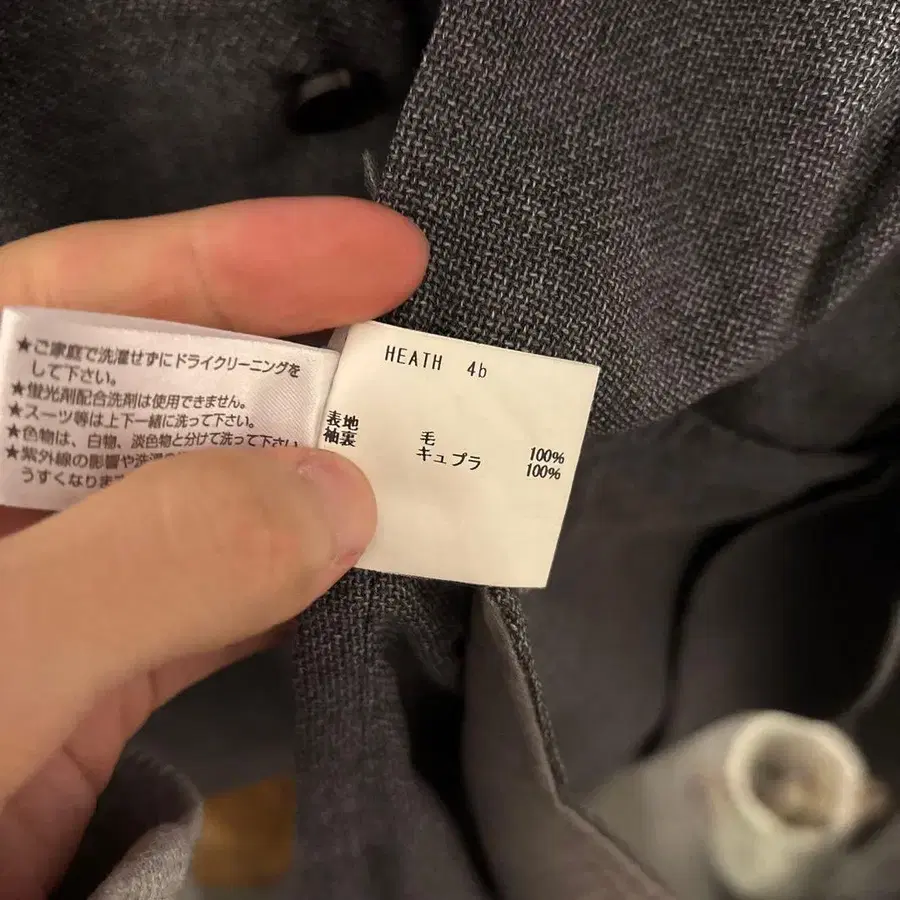 ★ご家庭で洗濯せずにドライクリーニングを
して下さい。
★蛍光剤配合洗剤は使用できません。
★スーツ等は上下一緒に洗って下さい。
★色物は、白物、淡色物と分けて洗って下さい
★紫外線の影響や洗濯の
うすくなりま
HEATH 4b
表地 毛 100%
袖裏 キュプラ 100%